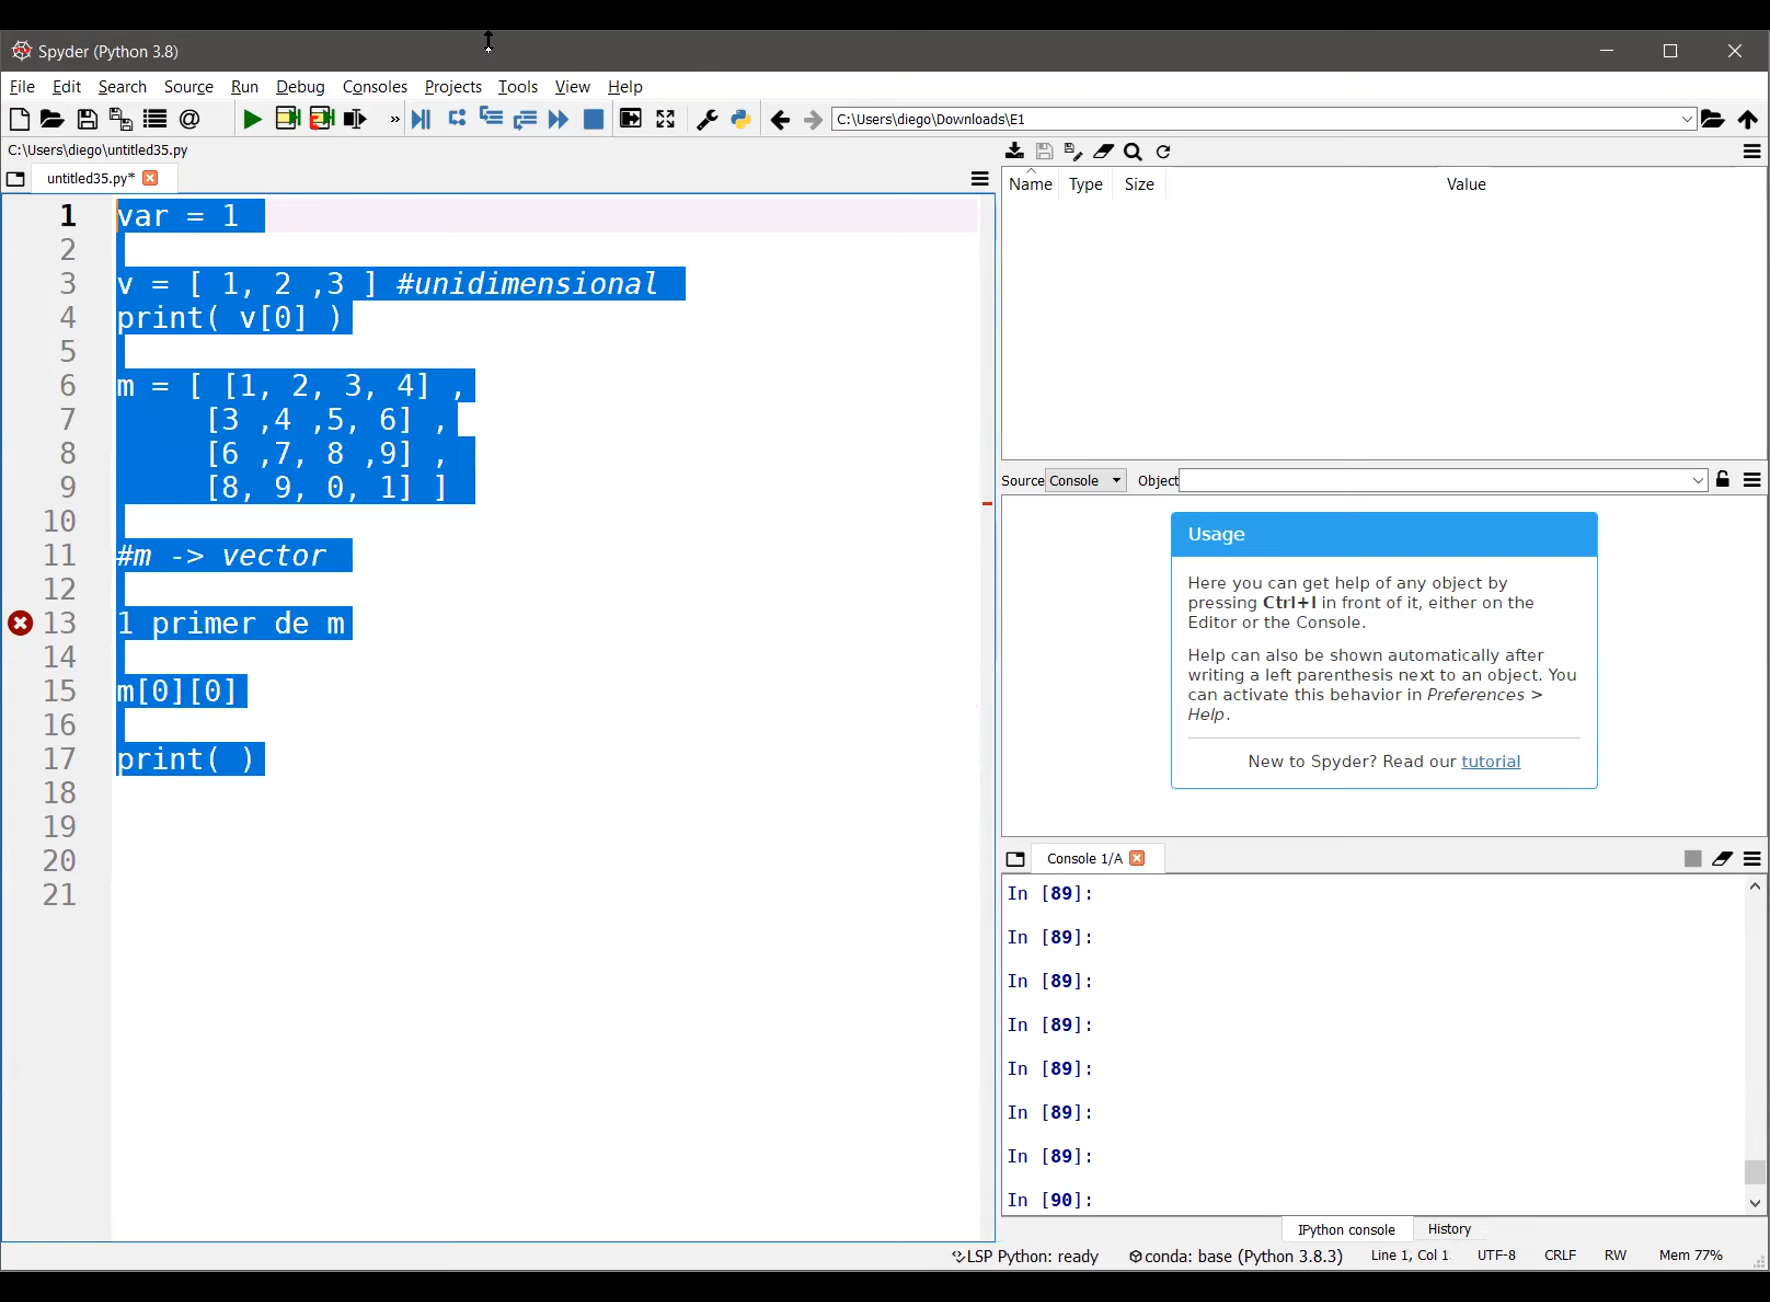 Spyder (Python 3.8)
File Edit Search Source Run Debug Consoles Projects Tools View Help
C:\Users\diego\Downloads\E1
C:\Users\diego\untitled35.py
untitled35.py*
1 var = 1
2
3 v = [ 1, 2 ,3 ] #unidimensional
4 print( v[0] )
5
6 m = [ [1, 2, 3, 4] ,
7 [3 ,4 ,5, 6] ,
8 [6 ,7, 8 ,9] ,
9 [8, 9, 0, 1] ]
10
11 #m -> vector
12
13 1 primer de m
14
15 m[0][0]
16
17 print( )
18
19
20
21
Name Type Size Value
Source Console Object
Usage
Here you can get help of any object by
pressing Ctrl+I in front of it, either on the
Editor or the Console.
Help can also be shown automatically after
writing a left parenthesis next to an object. You
can activate this behavior in Preferences >
Help.
New to Spyder? Read our tutorial
Console 1/A
In [89]:
In [89]:
In [89]:
In [89]:
In [89]:
In [89]:
In [89]:
In [90]:
IPython console History
LSP Python: ready conda: base (Python 3.8.3) Line 1, Col 1 UTF-8 CRLF RW Mem 77%